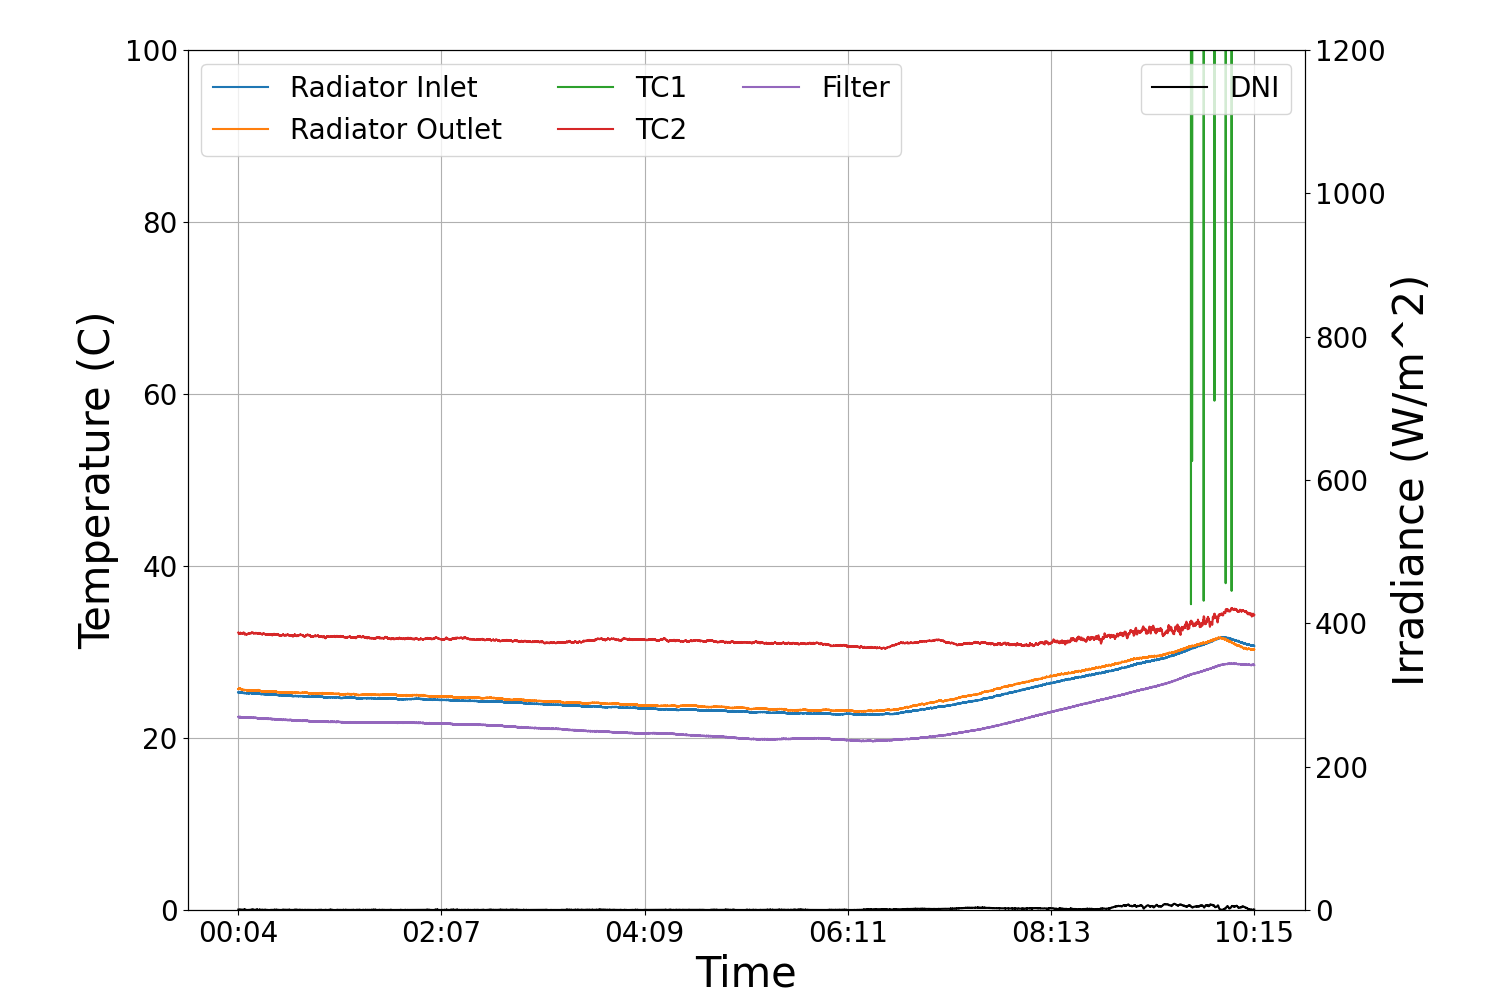 Radiator Inlet
Radiator Outlet
TC1
TC2
Filter
DNI
Temperature (C)
100
80
60
40
20
0
Irradiance (W/m^2)
1200
1000
800
600
400
200
0
00:04 02:07 04:09 06:11 08:13 10:15
Time